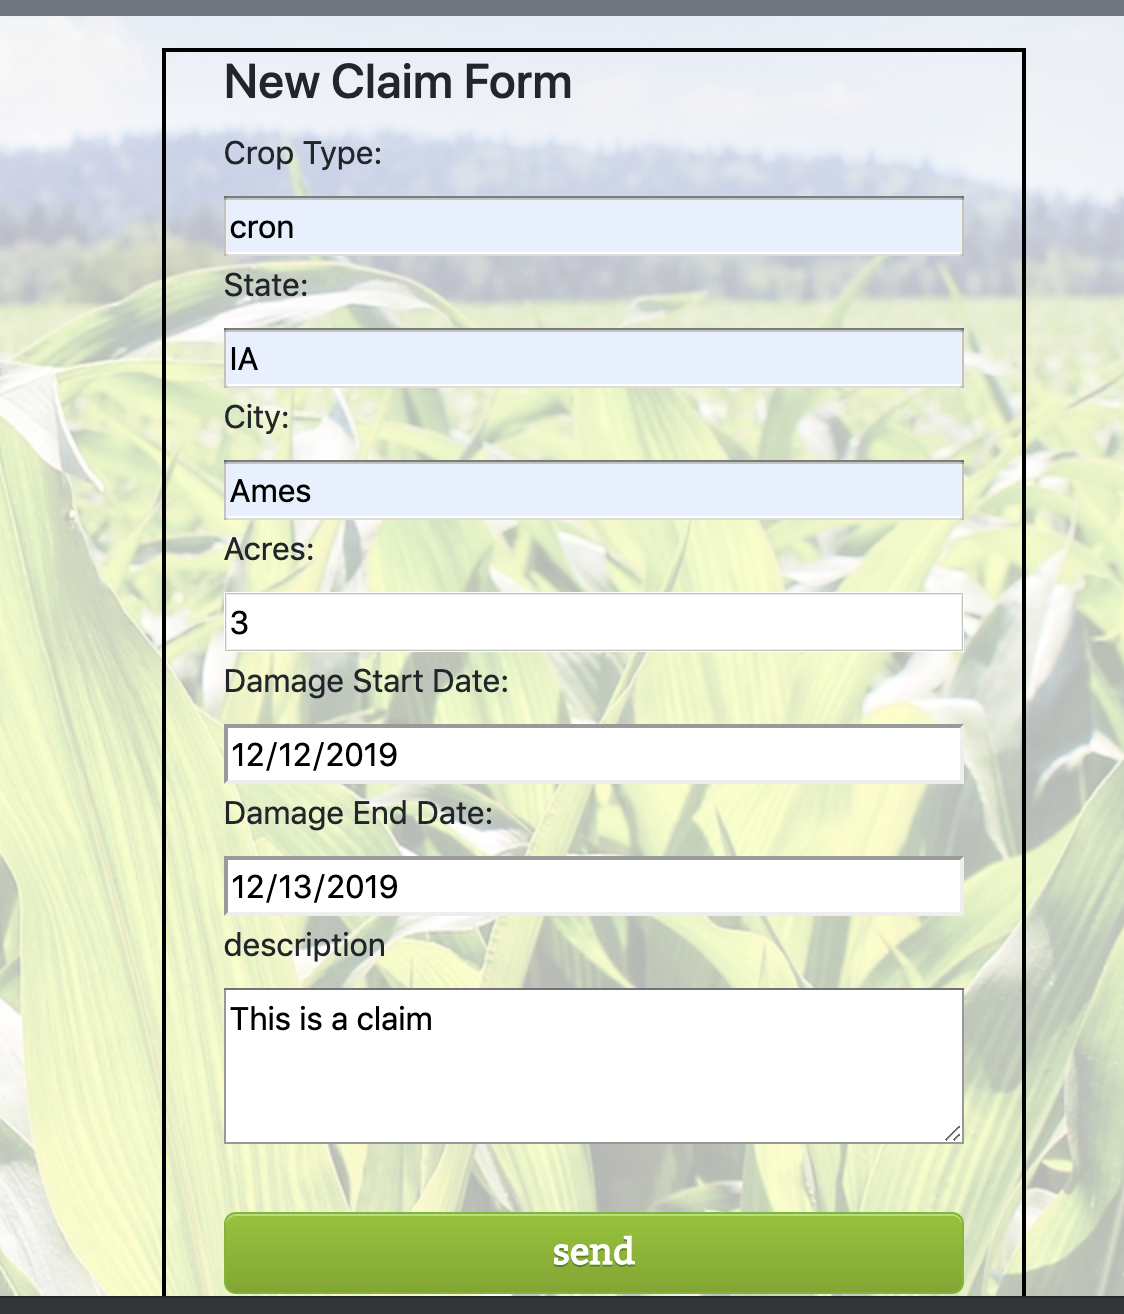 New Claim Form
Crop Type:
cron
State:
IA
City:
Ames
Acres:
3
Damage Start Date:
12/12/2019
Damage End Date:
12/13/2019
description
This is a claim
send